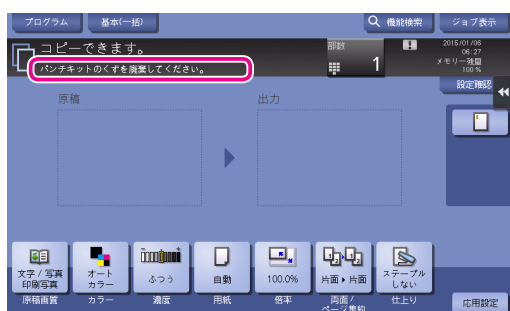 プログラム
基本(一括)
機能検索
ジョブ表示
コピーできます。
パンチキットのくずを廃棄してください。
部数
1
2015/01/06
06:27
メモリー残量
100 %
設定確認
原稿
出力
文字 / 写真
印刷写真
オート
カラー
ふつう
自動
100.0%
片面 ▸ 片面
ステープル
しない
原稿画質
カラー
濃度
用紙
倍率
両面 /
ページ集約
仕上り
応用設定